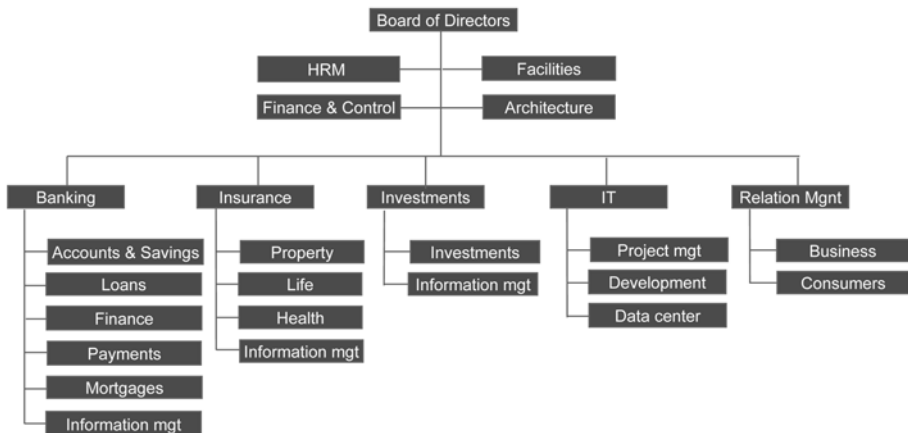 Board of Directors
HRM
Facilities
Finance & Control
Architecture
Banking
Insurance
Investments
IT
Relation Mgnt
Accounts & Savings
Loans
Finance
Payments
Mortgages
Information mgt
Property
Life
Health
Information mgt
Investments
Information mgt
Project mgt
Development
Data center
Business
Consumers